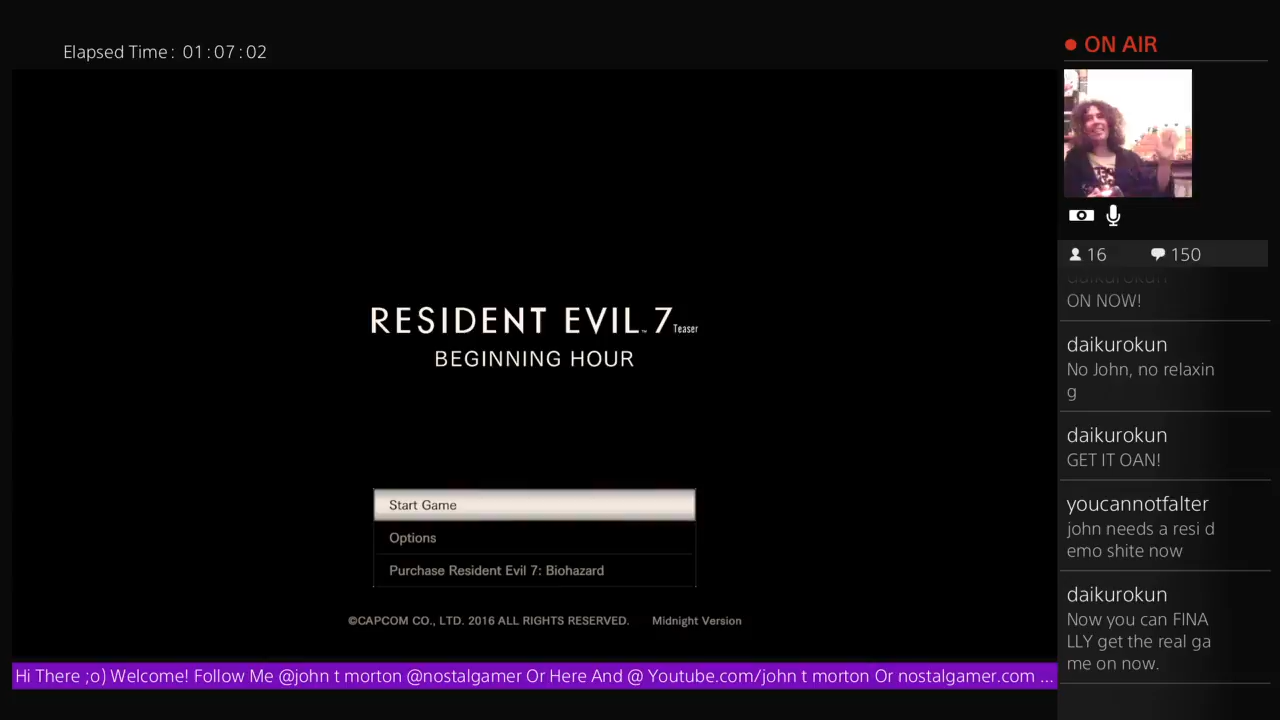 Elapsed Time: 01:07:02
ON AIR
16 150
daikurokun
ON NOW!
daikurokun
No John, no relaxin
g
daikurokun
GET IT OAN!
youcannotfalter
john needs a resi d
emo shite now
daikurokun
Now you can FINA
LLY get the real ga
me on now.
RESIDENT EVIL™ 7 Teaser
BEGINNING HOUR
Start Game
Options
Purchase Resident Evil 7: Biohazard
©CAPCOM CO., LTD. 2016 ALL RIGHTS RESERVED. Midnight Version
Hi There ;o) Welcome! Follow Me @john t morton @nostalgamer Or Here And @ Youtube.com/john t morton Or nostalgamer.com ...